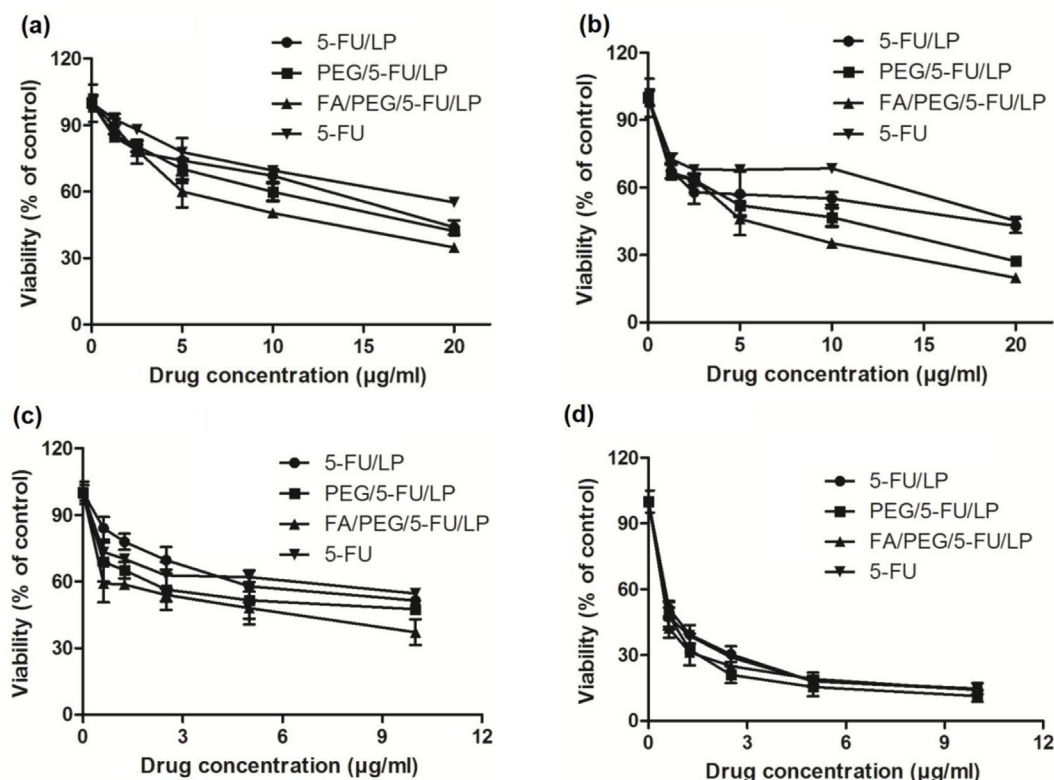 (a)
5-FU/LP
PEG/5-FU/LP
FA/PEG/5-FU/LP
5-FU
120
90
60
30
0
Viability (% of control)
0 5 10 15 20
Drug concentration (µg/ml)
(b)
5-FU/LP
PEG/5-FU/LP
FA/PEG/5-FU/LP
5-FU
120
90
60
30
0
Viability (% of control)
0 5 10 15 20
Drug concentration (µg/ml)
(c)
5-FU/LP
PEG/5-FU/LP
FA/PEG/5-FU/LP
5-FU
120
90
60
30
0
Viability (% of control)
0 3 6 9 12
Drug concentration (µg/ml)
(d)
5-FU/LP
PEG/5-FU/LP
FA/PEG/5-FU/LP
5-FU
120
90
60
30
0
Viability (% of control)
0 3 6 9 12
Drug concentration (µg/ml)